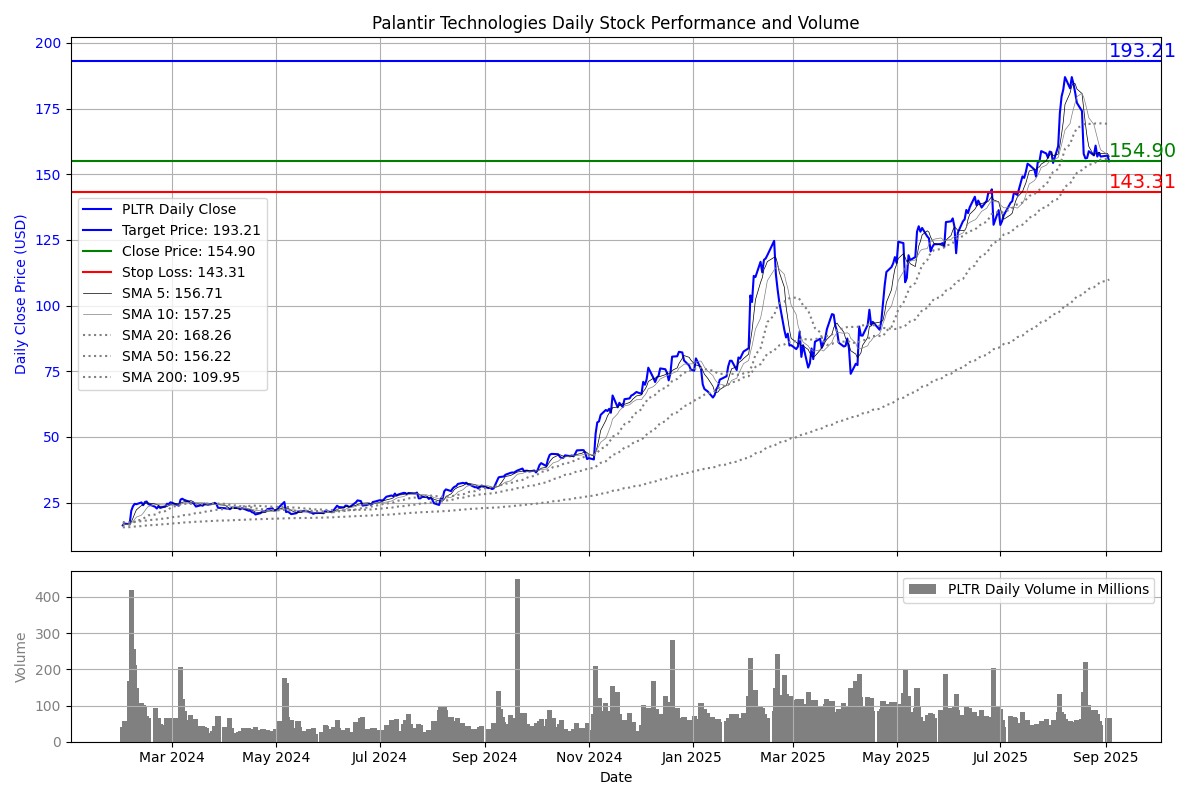 Palantir Technologies Daily Stock Performance and Volume
200
175
150
125
100
75
50
25
Daily Close Price (USD)
193.21
154.90
143.31
PLTR Daily Close
Target Price: 193.21
Close Price: 154.90
Stop Loss: 143.31
SMA 5: 156.71
SMA 10: 157.25
SMA 20: 168.26
SMA 50: 156.22
SMA 200: 109.95
400
300
200
100
0
Volume
PLTR Daily Volume in Millions
Mar 2024 May 2024 Jul 2024 Sep 2024 Nov 2024 Jan 2025 Mar 2025 May 2025 Jul 2025 Sep 2025
Date